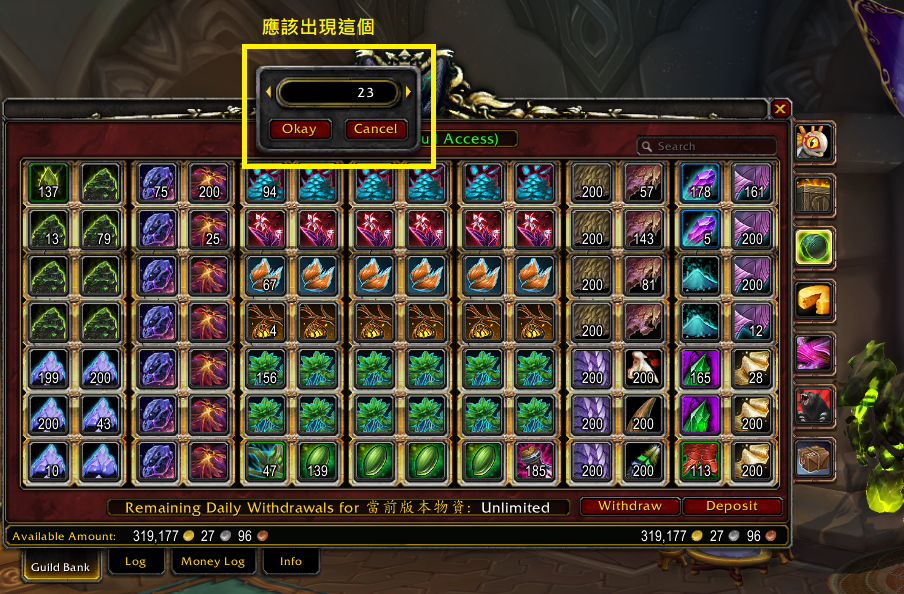 應該出現這個
23
Okay Cancel
Access)
Search
137 75 200 94 200 57 178 161
13 79 25 200 143 5 200
67 200 81 200
4 200 12
199 200 156 200 200 165 28
200 43 200 200 200
10 47 139 185 200 200 113 200
Remaining Daily Withdrawals for 當前版本物資: Unlimited
Withdraw Deposit
Available Amount: 319,177 27 96 319,177 27 96
Guild Bank Log Money Log Info